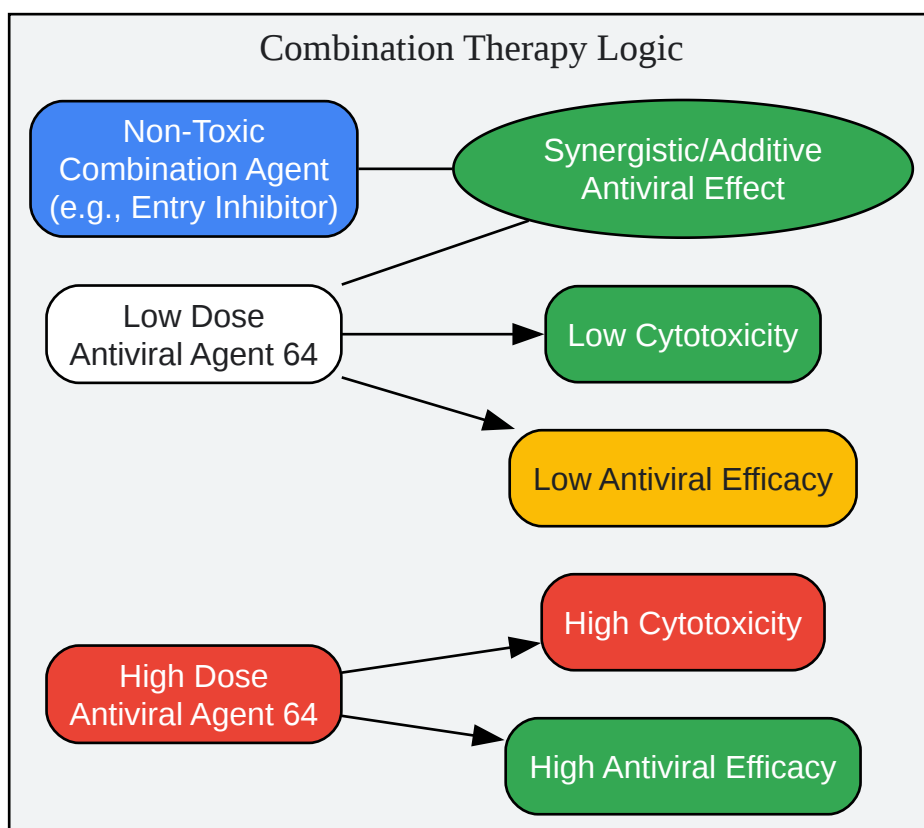 Combination Therapy Logic
Non-Toxic
Combination Agent
(e.g., Entry Inhibitor)
Synergistic/Additive
Antiviral Effect
Low Dose
Antiviral Agent 64
Low Cytotoxicity
Low Antiviral Efficacy
High Cytotoxicity
High Dose
Antiviral Agent 64
High Antiviral Efficacy